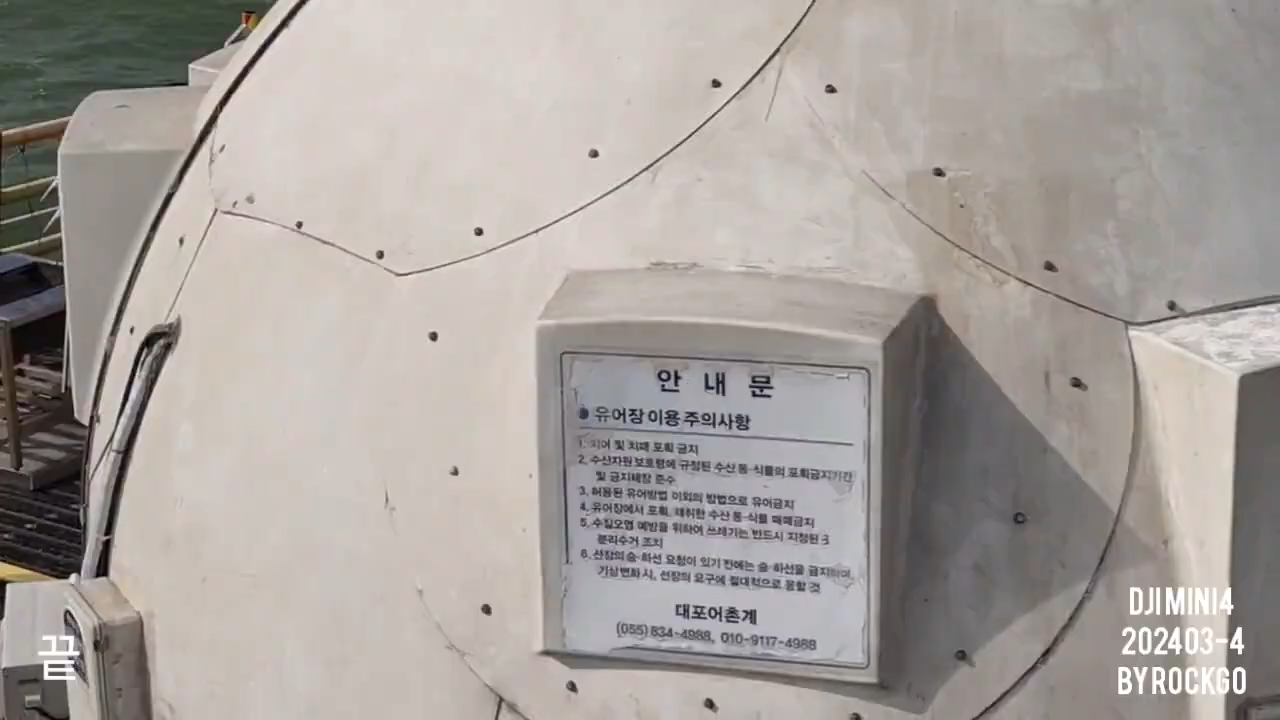 안 내 문
● 유어장 이용 주의사항
1. 치어 및 치패 포획 금지
2. 수산자원 보호령에 규정된 수산 동·식물의 포획금지기간
및 금지체장 준수
3. 허용된 유어방법 이외의 방법으로 유어금지
4. 유어장에서 포획, 채취한 수산 동·식물 판매금지
5. 수질오염 예방을 위하여 쓰레기는 반드시 지정된
분리수거 조치
6. 선장의 승·하선 요청이 있기 전에는 승·하선을 금지하며,
기상변화 시, 선장의 요구에 절대적으로 응할 것
대포어촌계
(055) 834-4988, 010-9117-4988
끝
DJI MINI4
202403-4
BY ROCKGO